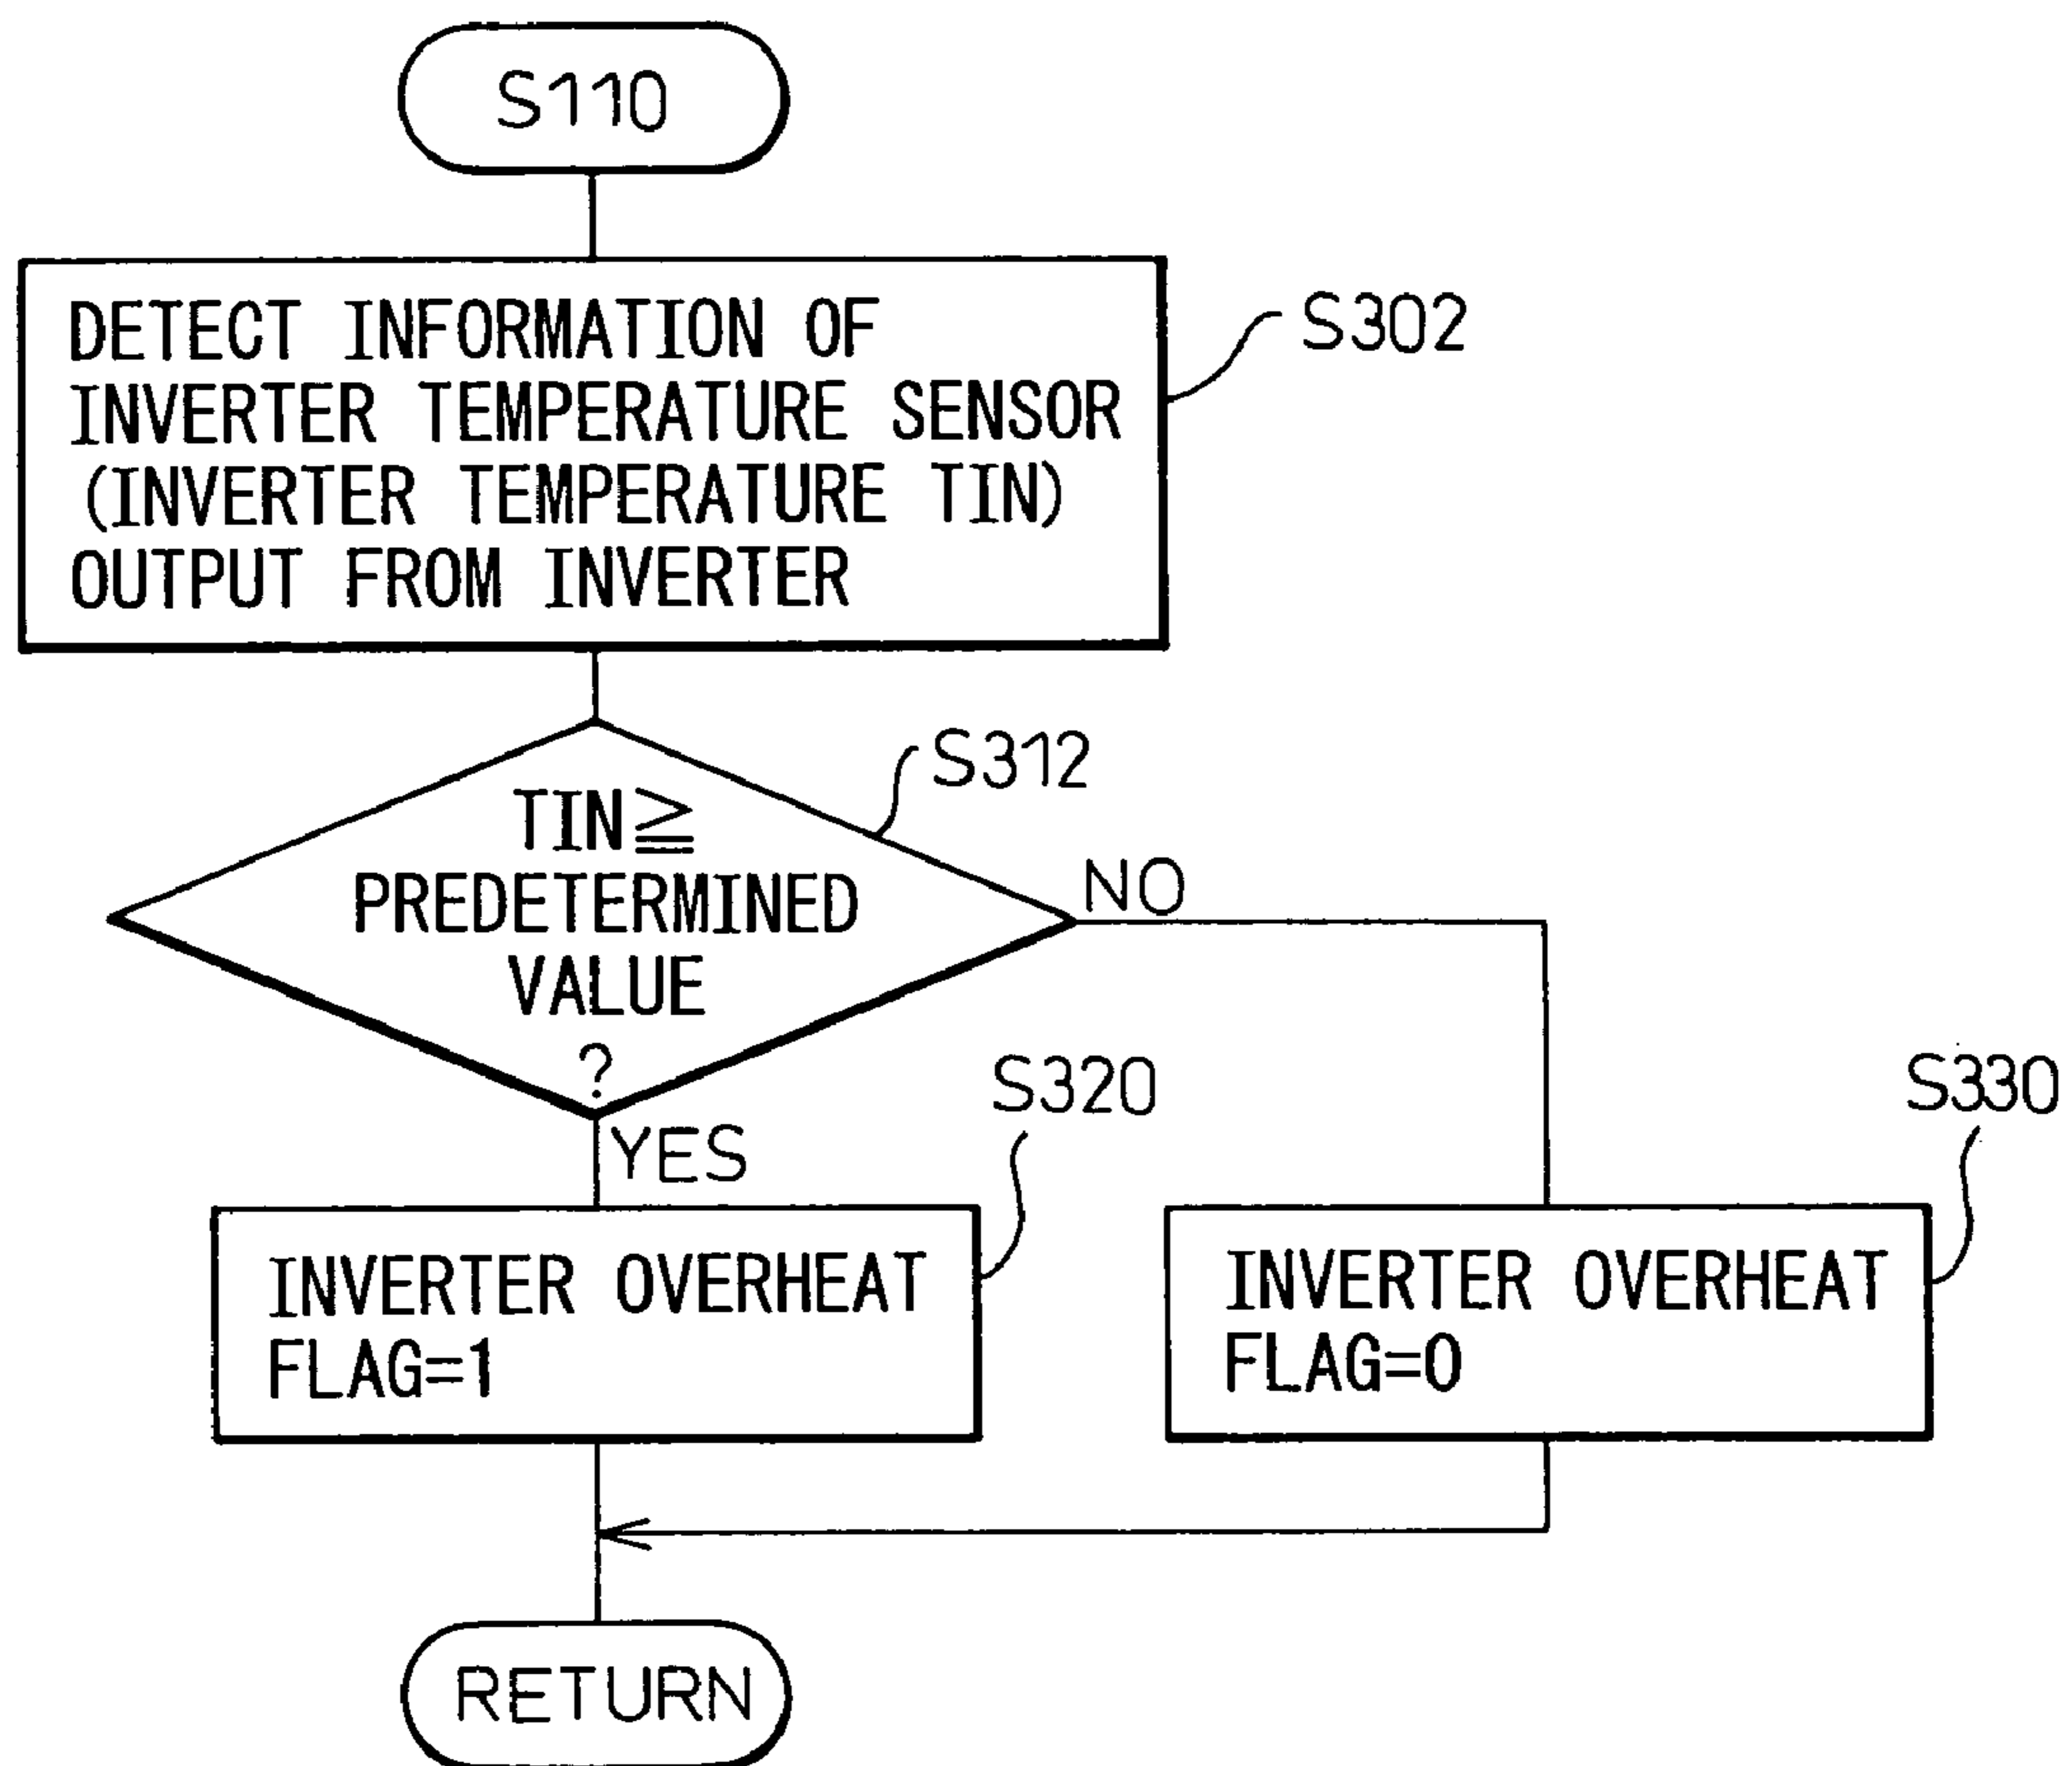 S110
DETECT INFORMATION OF
INVERTER TEMPERATURE SENSOR
(INVERTER TEMPERATURE TIN)
OUTPUT FROM INVERTER
S302
TIN≧
PREDETERMINED
VALUE
?
S312
NO
YES
S320
INVERTER OVERHEAT
FLAG=1
S330
INVERTER OVERHEAT
FLAG=0
RETURN